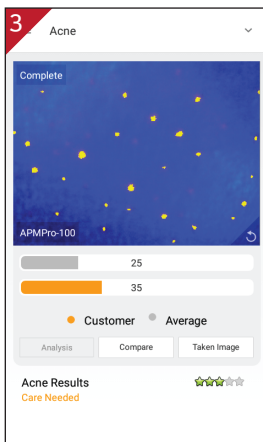 3
Acne
Complete
APMPro-100
25
35
Customer Average
Analysis Compare Taken Image
Acne Results
Care Needed